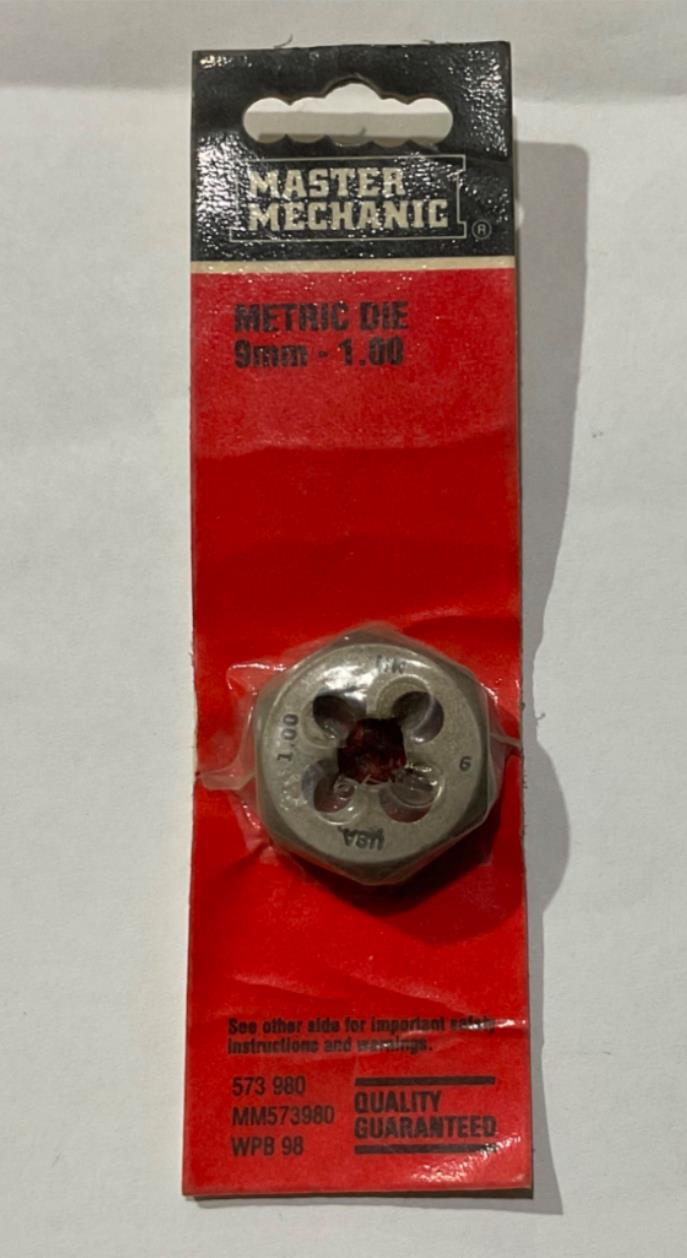 MASTER
MECHANIC
®
METRIC DIE
9mm - 1.00
1.00
9
USA
See other side for important safety
instructions and warnings.
573 980
MM573980
WPB 98
QUALITY
GUARANTEED